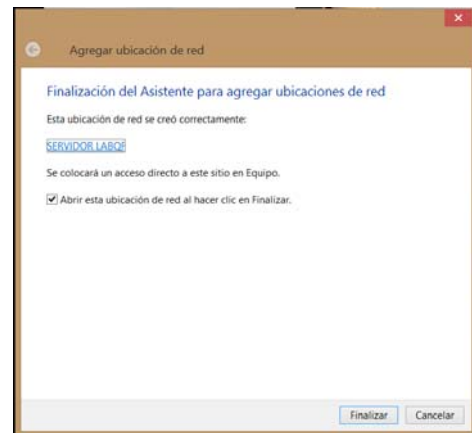 Agregar ubicación de red
Finalización del Asistente para agregar ubicaciones de red
Esta ubicación de red se creó correctamente:
SERVIDOR LABQF
Se colocará un acceso directo a este sitio en Equipo.
Abrir esta ubicación de red al hacer clic en Finalizar.
Finalizar Cancelar